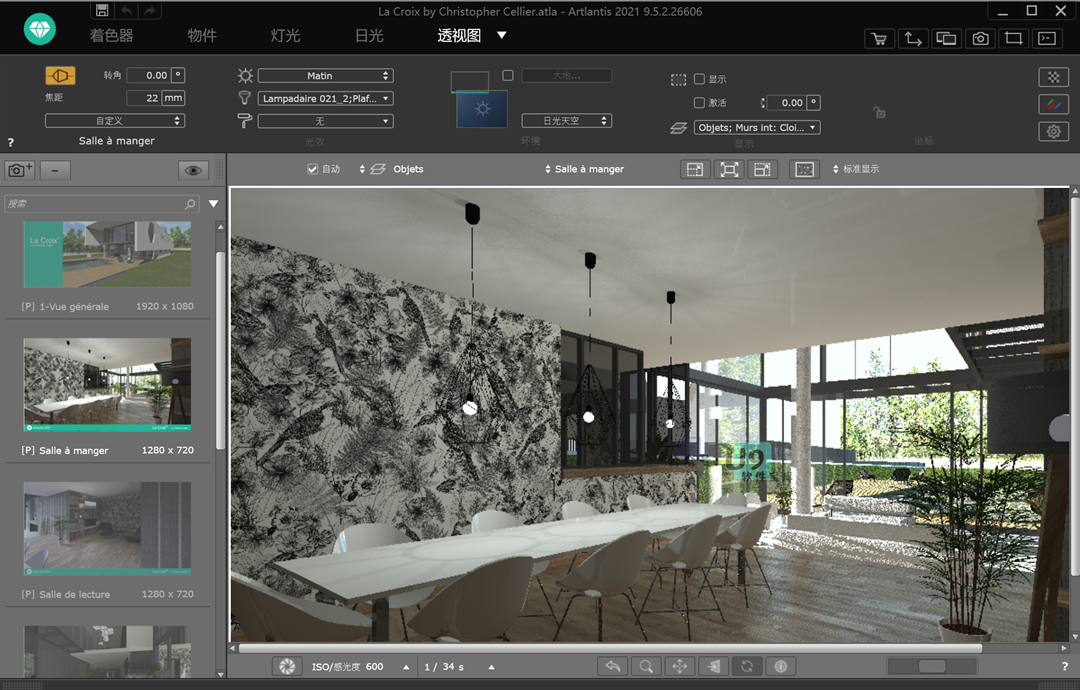 La Croix by Christopher Cellier.atla - Artlantis 2021 9.5.2.26606
着色器 物件 灯光 日光 透视图
转角 0.00 °
焦距 22 mm
自定义
Salle à manger
?
Matin
Lampadaire 021_2;Plaf...
无
光效
大地...
日光天空
环境
显示
激活 0.00 °
Objets; Murs int: Cloi...
显示
坐标
自动 Objets Salle à manger 标准显示
搜索
La Croix
[P] 1-Vue générale 1920 x 1080
[P] Salle à manger 1280 x 720
[P] Salle de lecture 1280 x 720
U9
软件
ISO/感光度 600 1 / 34 s
?